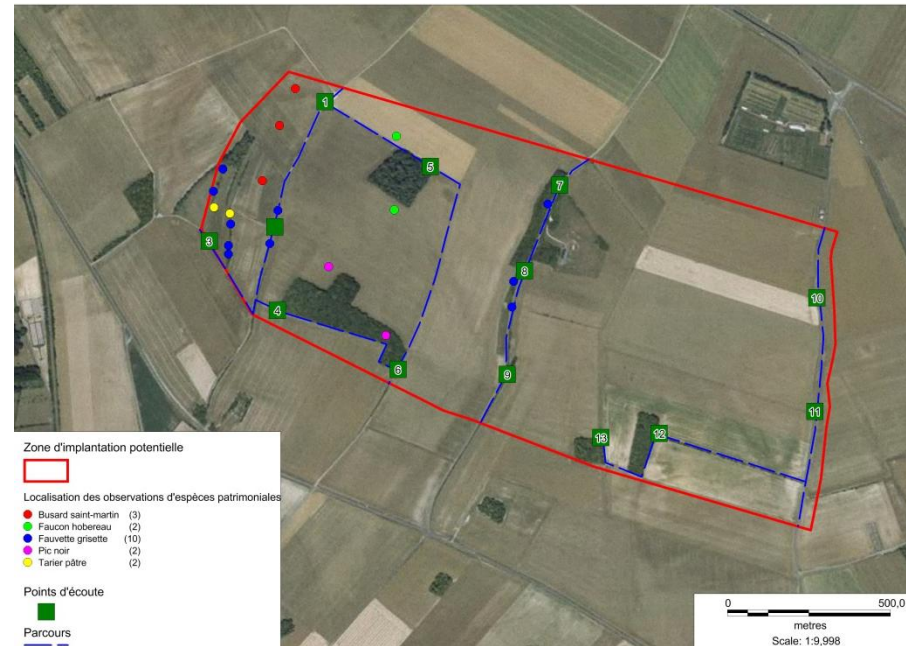 1
5
7
3
8
10
4
6
9
11
13
12
Zone d'implantation potentielle
Localisation des observations d'espèces patrimoniales
Busard saint-martin (3)
Faucon hobereau (2)
Fauvette grisette (10)
Pic noir (2)
Tarier pâtre (2)
Points d'écoute
Parcours
0 500,0
metres
Scale: 1:9,998